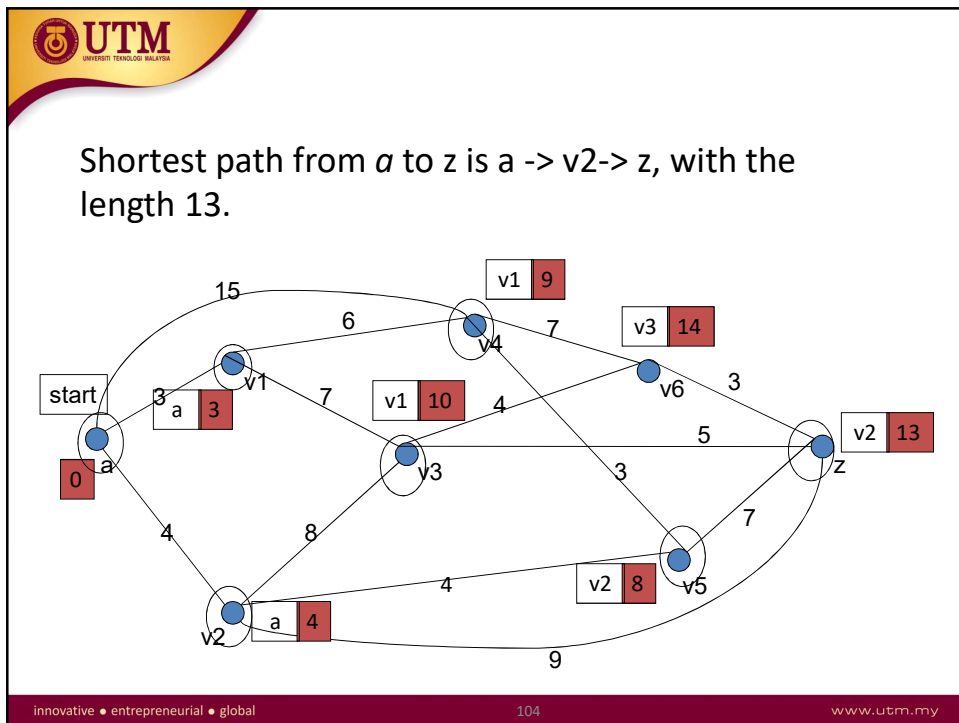 UTM
UNIVERSITI TEKNOLOGI MALAYSIA
Shortest path from a to z is a -> v2-> z, with the
length 13.
15
v1 9
6
7
v3 14
v4
start
3
v1
a 3
7
v1 10
4
v6
3
5
v2 13
0
a
v3
3
z
4
8
7
4
v2 8
v5
v2
a 4
9
innovative ● entrepreneurial ● global
104
www.utm.my